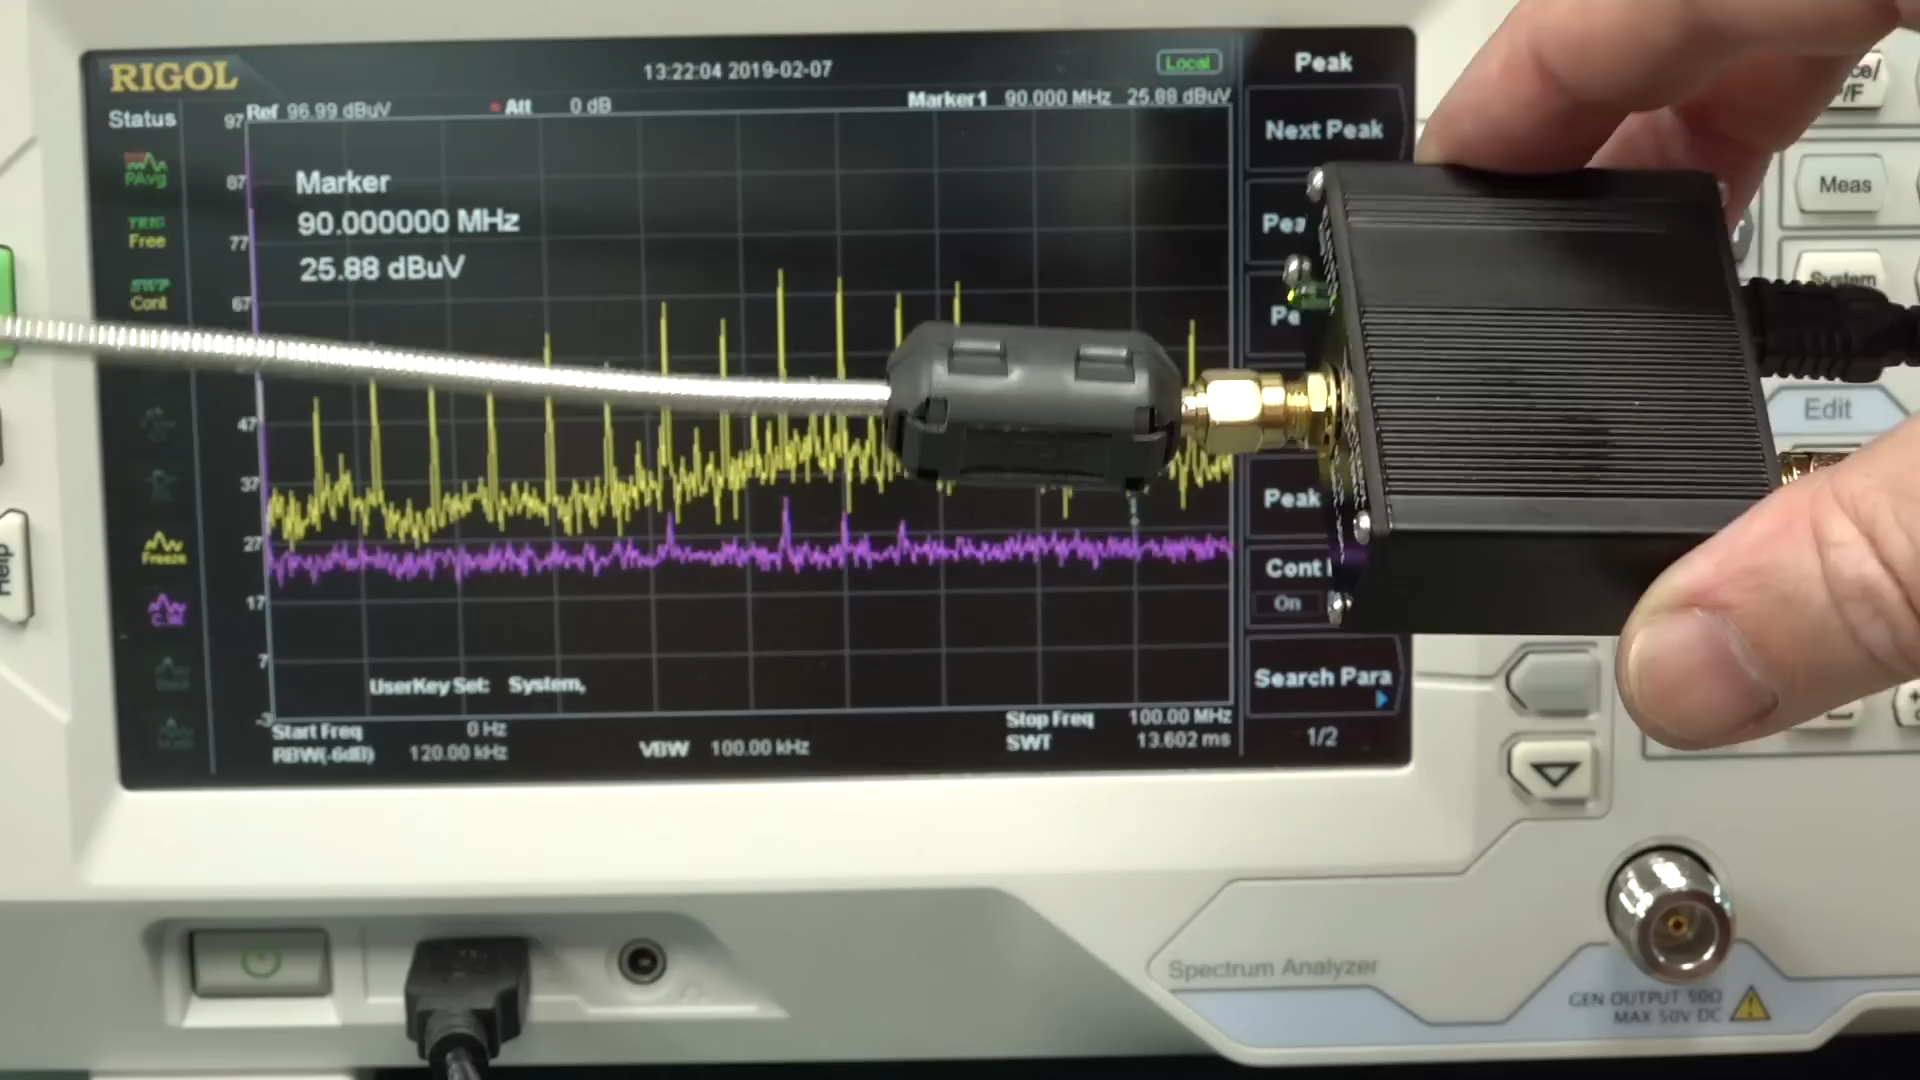 RIGOL
13:22:04 2019-02-07
Local
Status
Ref 96.99 dBuV
Att 0 dB
Marker1 90.000 MHz 25.88 dBuV
97
PAvg
87
Marker
90.000000 MHz
25.88 dBuV
TRIG
Free
77
SWP
Cont
67
47
37
Freeze
27
17
7
UserKey Set: System,
-3
Start Freq 0 Hz
Stop Freq 100.00 MHz
RBW(-6dB) 120.00 kHz
VBW 100.00 kHz
SWT 13.602 ms
Peak
Next Peak
Peak
Cont
On
Search Para
1/2
Meas
System
Edit
Help
Spectrum Analyzer
GEN OUTPUT 50Ω
MAX 50V DC